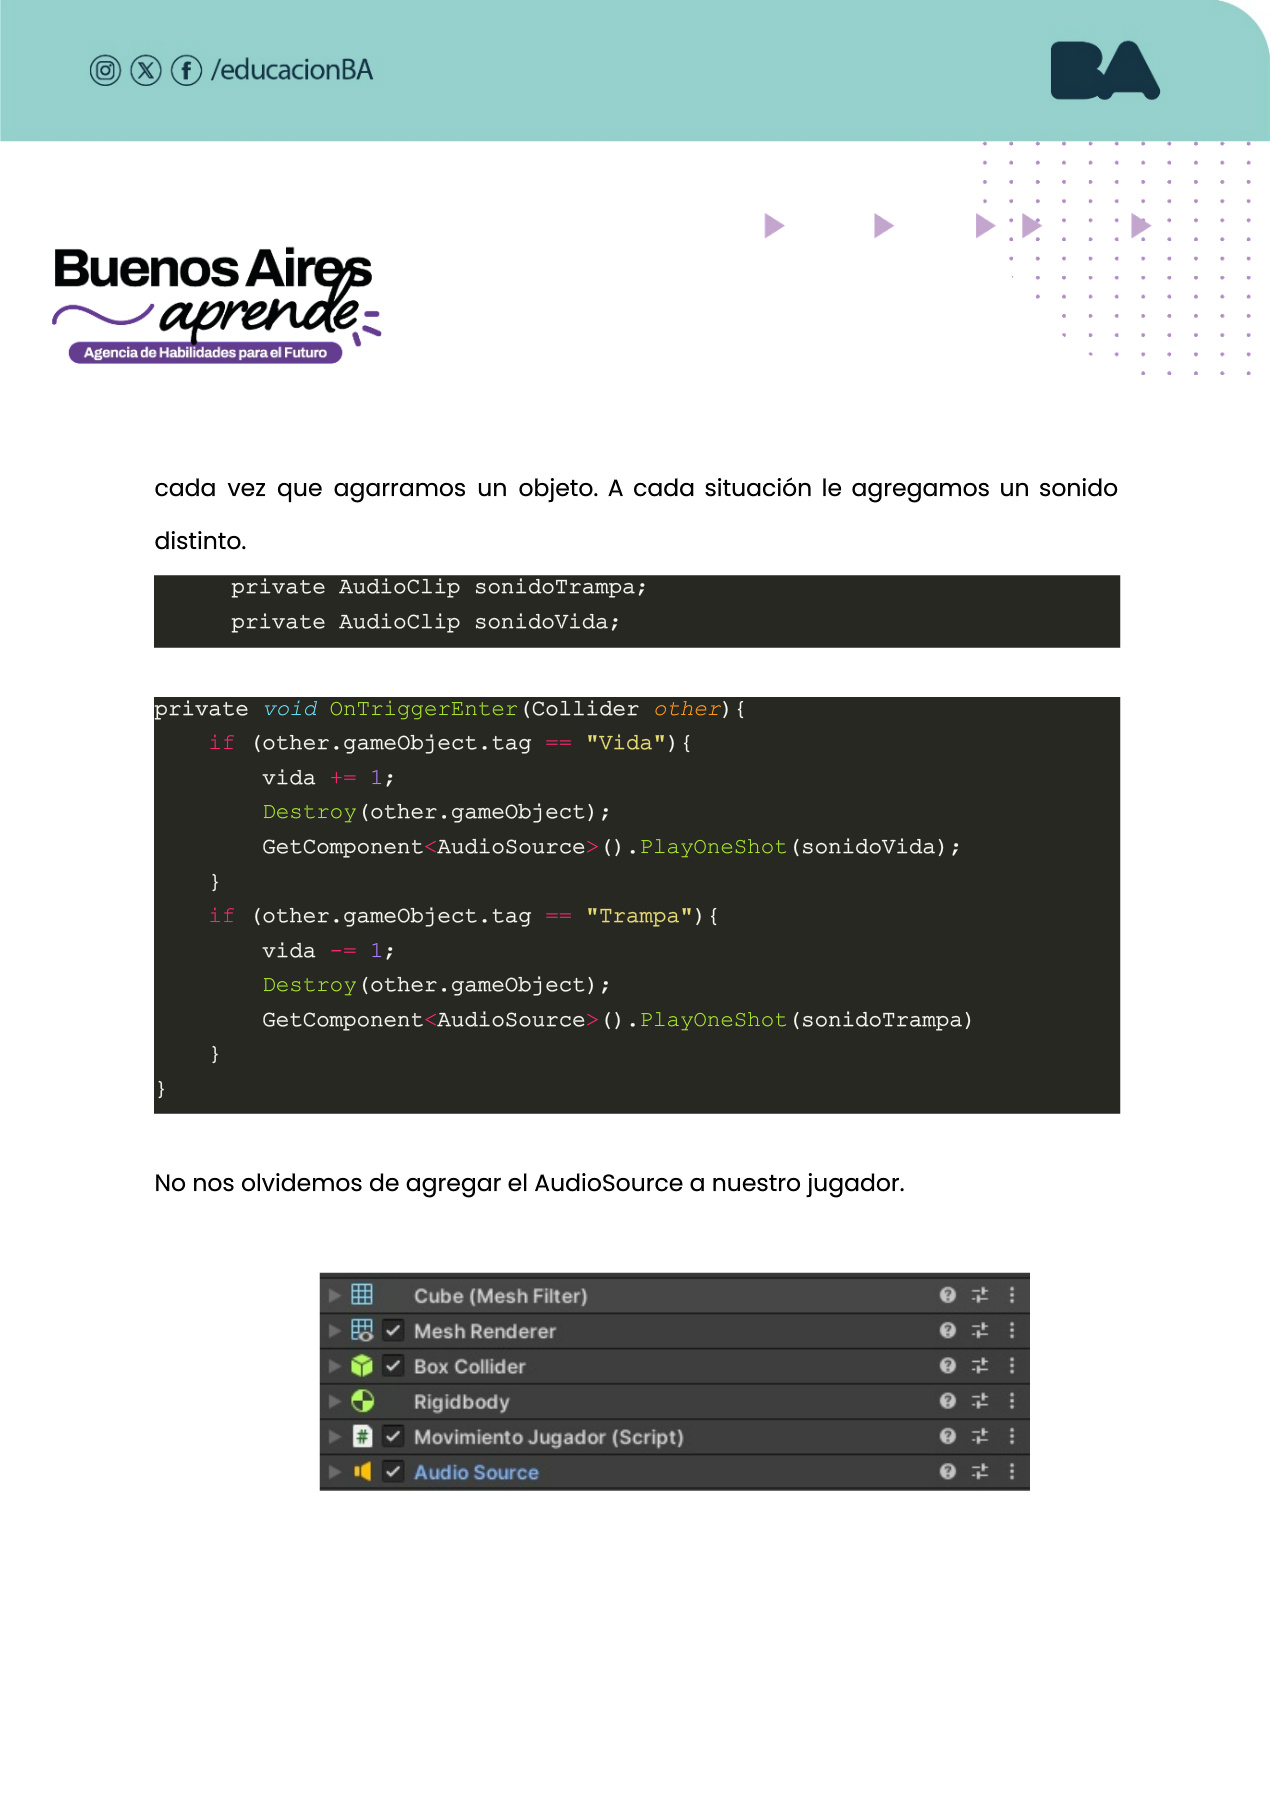 /educacionBA
BA
Buenos Aires
aprende
Agencia de Habilidades para el Futuro
cada vez que agarramos un objeto. A cada situación le agregamos un sonido
distinto.
private AudioClip sonidoTrampa;
private AudioClip sonidoVida;
private void OnTriggerEnter(Collider other){
if (other.gameObject.tag == "Vida"){
vida += 1;
Destroy(other.gameObject);
GetComponent<AudioSource>().PlayOneShot(sonidoVida);
}
if (other.gameObject.tag == "Trampa"){
vida -= 1;
Destroy(other.gameObject);
GetComponent<AudioSource>().PlayOneShot(sonidoTrampa)
}
}
No nos olvidemos de agregar el AudioSource a nuestro jugador.
Cube (Mesh Filter)
Mesh Renderer
Box Collider
Rigidbody
Movimiento Jugador (Script)
Audio Source